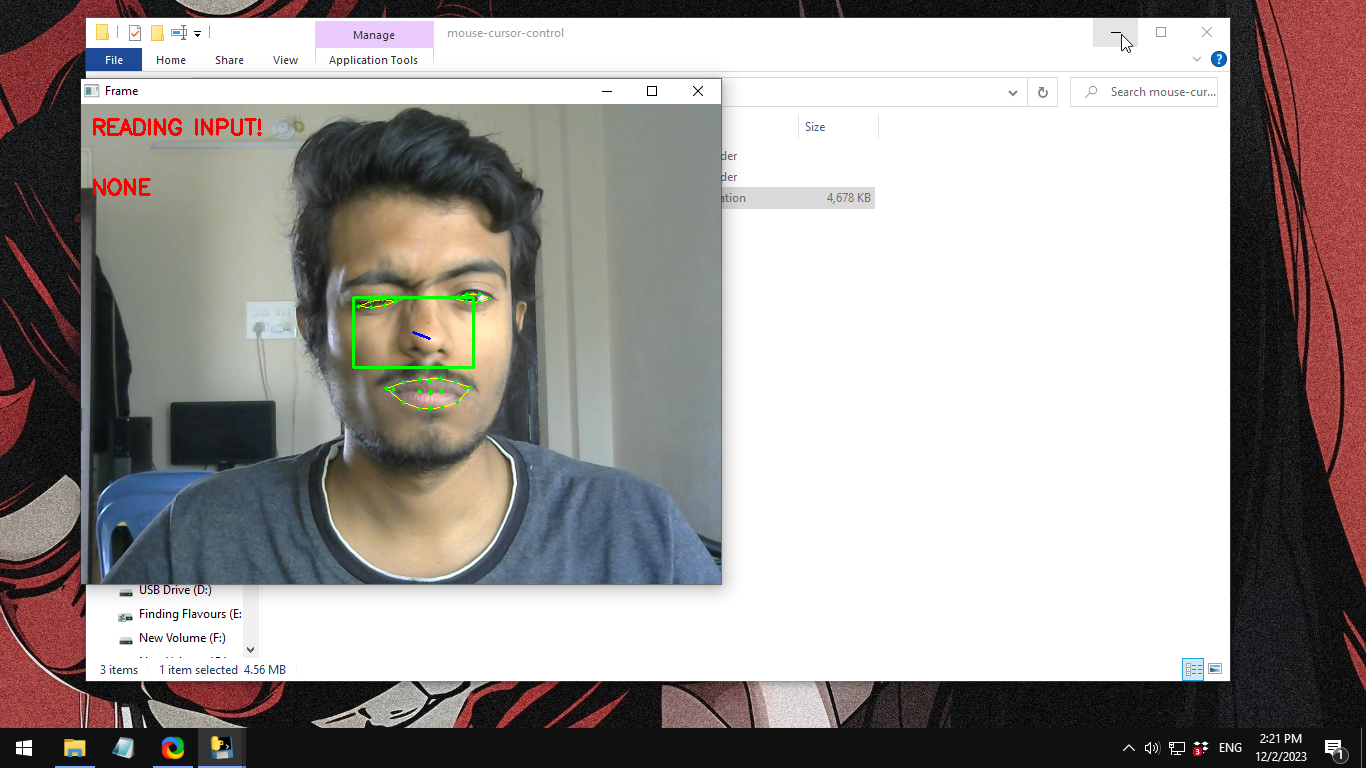 Manage
mouse-cursor-control
File
Home
Share
View
Application Tools
?
Frame
Search mouse-cur...
READING INPUT!
Size
der
der
NONE
ation
4,678 KB
USB Drive (D:)
Finding Flavours (E:
New Volume (F:)
3 items
1 item selected 4.56 MB
ENG
2:21 PM
12/2/2023
3
1